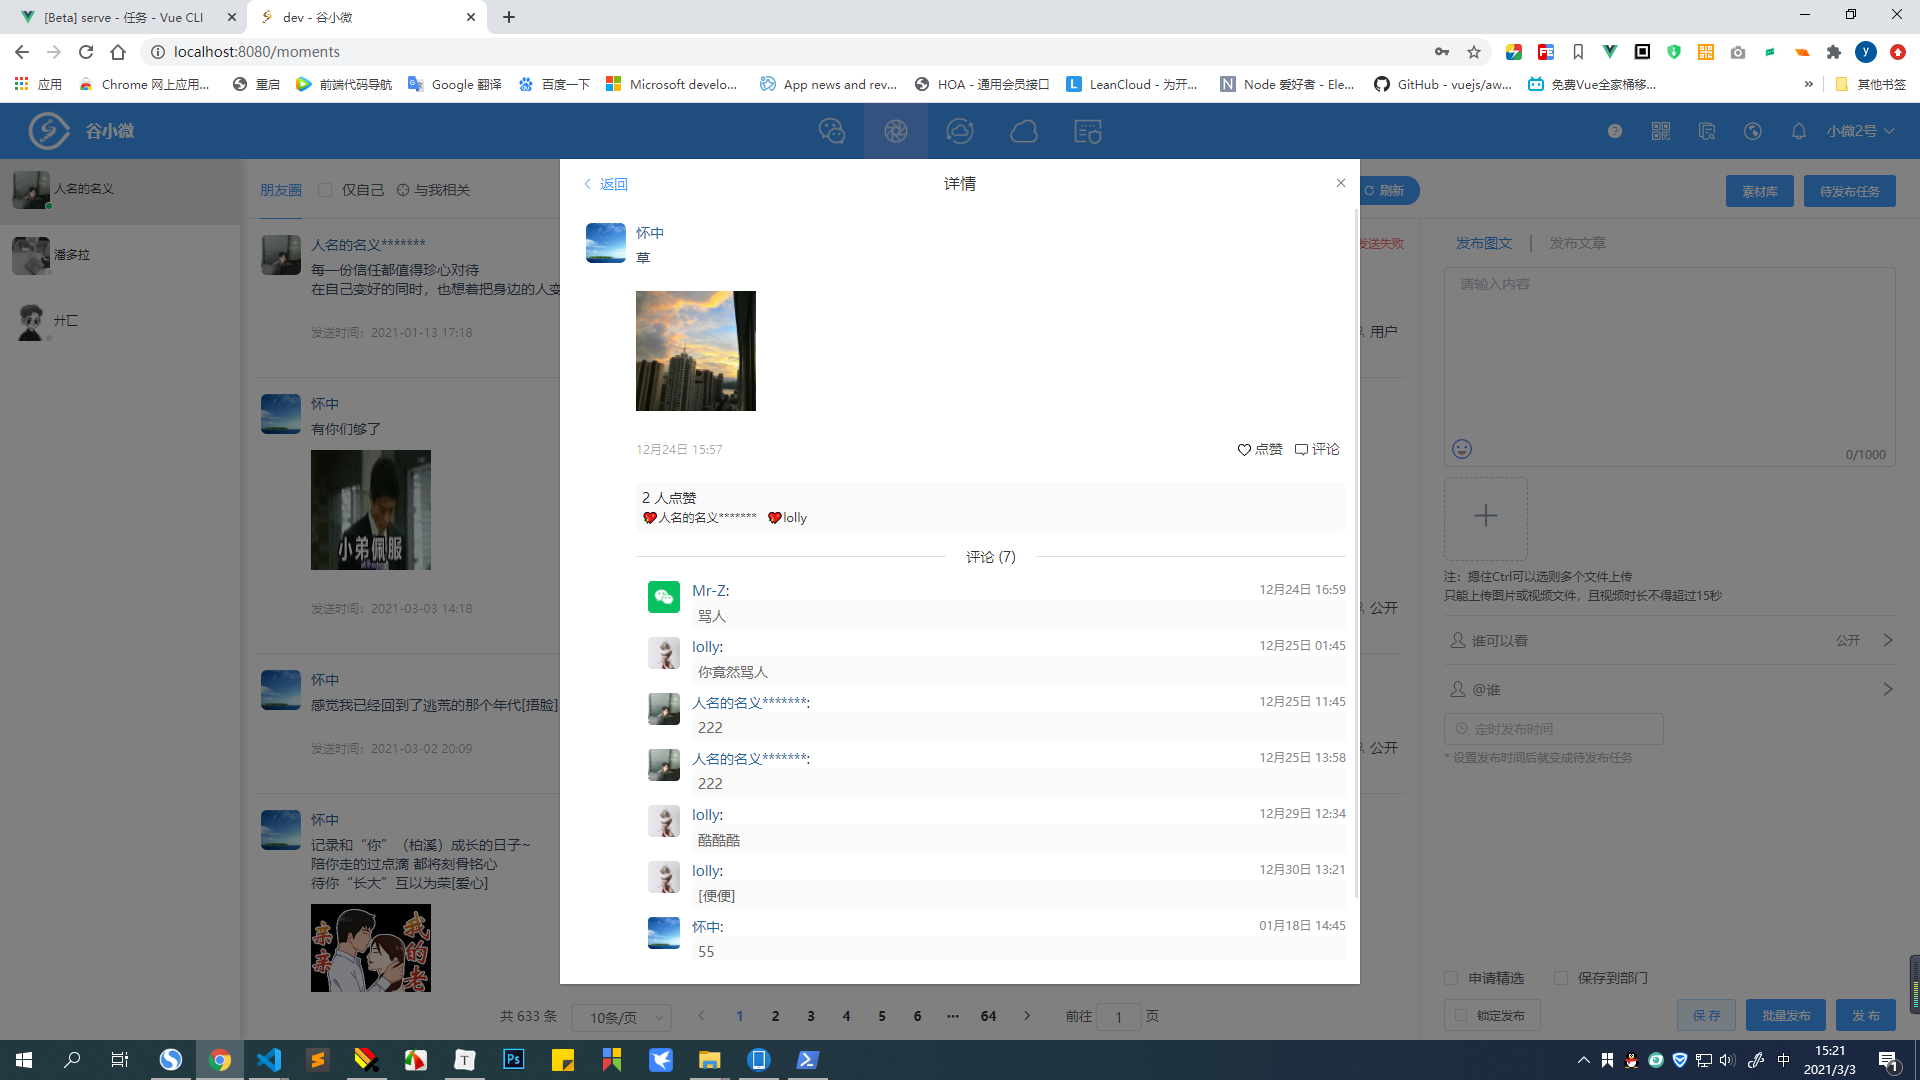 [Beta] serve - 任务 - Vue CLI
dev - 谷小微
localhost:8080/moments
应用
Chrome 网上应用...
重启
前端代码导航
Google 翻译
百度一下
Microsoft develo...
App news and rev...
HOA - 通用会员接口
LeanCloud - 为开...
Node 爱好者 - Ele...
GitHub - vuejs/aw...
免费Vue全家桶移...
»
其他书签
谷小微
小微2号
人名的名义
潘多拉
廾匸
朋友圈
仅自己
与我相关
刷新
素材库
待发布任务
人名的名义*******
每一份信任都值得珍心对待
在自己变好的同时，也想着把身边的人变
发送时间：2021-01-13 17:18
发送失败
用户
怀中
有你们够了
小弟佩服
发送时间：2021-03-03 14:18
公开
怀中
感觉我已经回到了逃荒的那个年代[捂脸]
发送时间：2021-03-02 20:09
公开
怀中
记录和“你”（柏溪）成长的日子~
陪你走的过点滴 都将刻骨铭心
待你“长大”互以为荣[爱心]
亲亲
我的老
共 633 条
10条/页
1
2
3
4
5
6
···
64
前往
1
页
返回
详情
怀中
草
12月24日 15:57
点赞
评论
2 人点赞
人名的名义*******
lolly
评论 (7)
Mr-Z:
12月24日 16:59
骂人
lolly:
12月25日 01:45
你竟然骂人
人名的名义*******:
12月25日 11:45
222
人名的名义*******:
12月25日 13:58
222
lolly:
12月29日 12:34
酷酷酷
lolly:
12月30日 13:21
[便便]
怀中:
01月18日 14:45
55
发布图文
发布文章
请输入内容
0/1000
注：摁住Ctrl可以选则多个文件上传
只能上传图片或视频文件，且视频时长不得超过15秒
谁可以看
公开
@谁
定时发布时间
* 设置发布时间后就变成待发布任务
申请精选
保存到部门
锁定发布
保 存
批量发布
发 布
中
15:21
2021/3/3
1